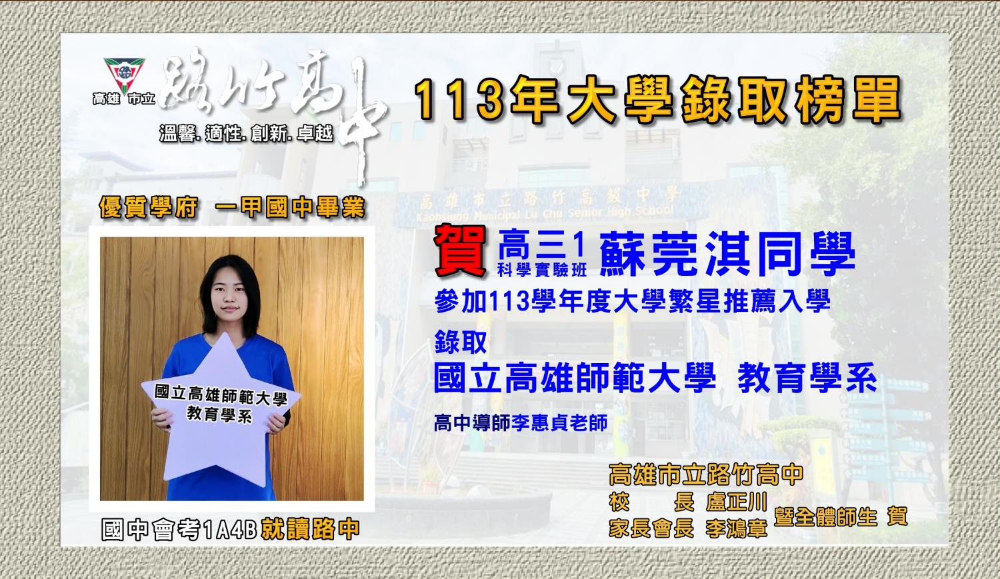 高雄 市立
路竹高中
溫馨.適性.創新.卓越
113年大學錄取榜單
優質學府 一甲國中畢業
高雄市立路竹高級中學
Kaohsiung Municipal Lu Chu Senior High School
賀 高三1 蘇莞淇同學
科學實驗班
參加113學年度大學繁星推薦入學
錄取
國立高雄師範大學 教育學系
高中導師李惠貞老師
國立高雄師範大學
教育學系
國中會考1A4B就讀路中
高雄市立路竹高中
校 長 盧正川
家長會長 李鴻章
暨全體師生 賀